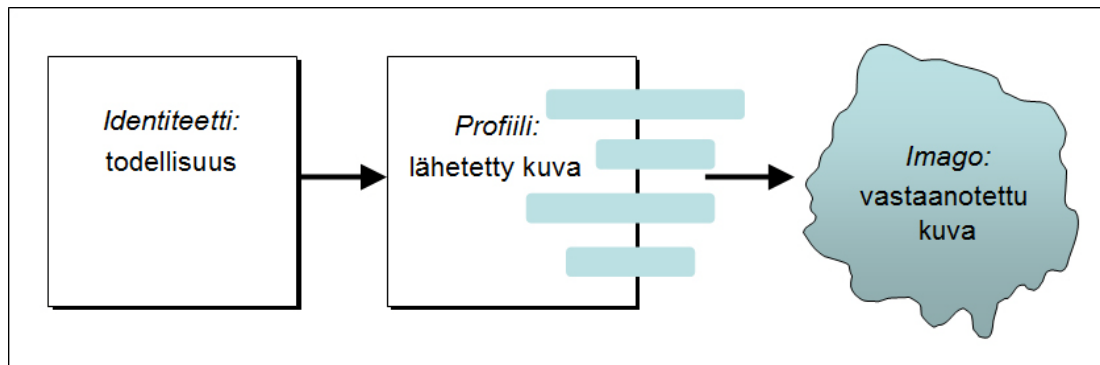 Identiteetti:
todellisuus
Profiili:
lähetetty kuva
Imago:
vastaanotettu
kuva